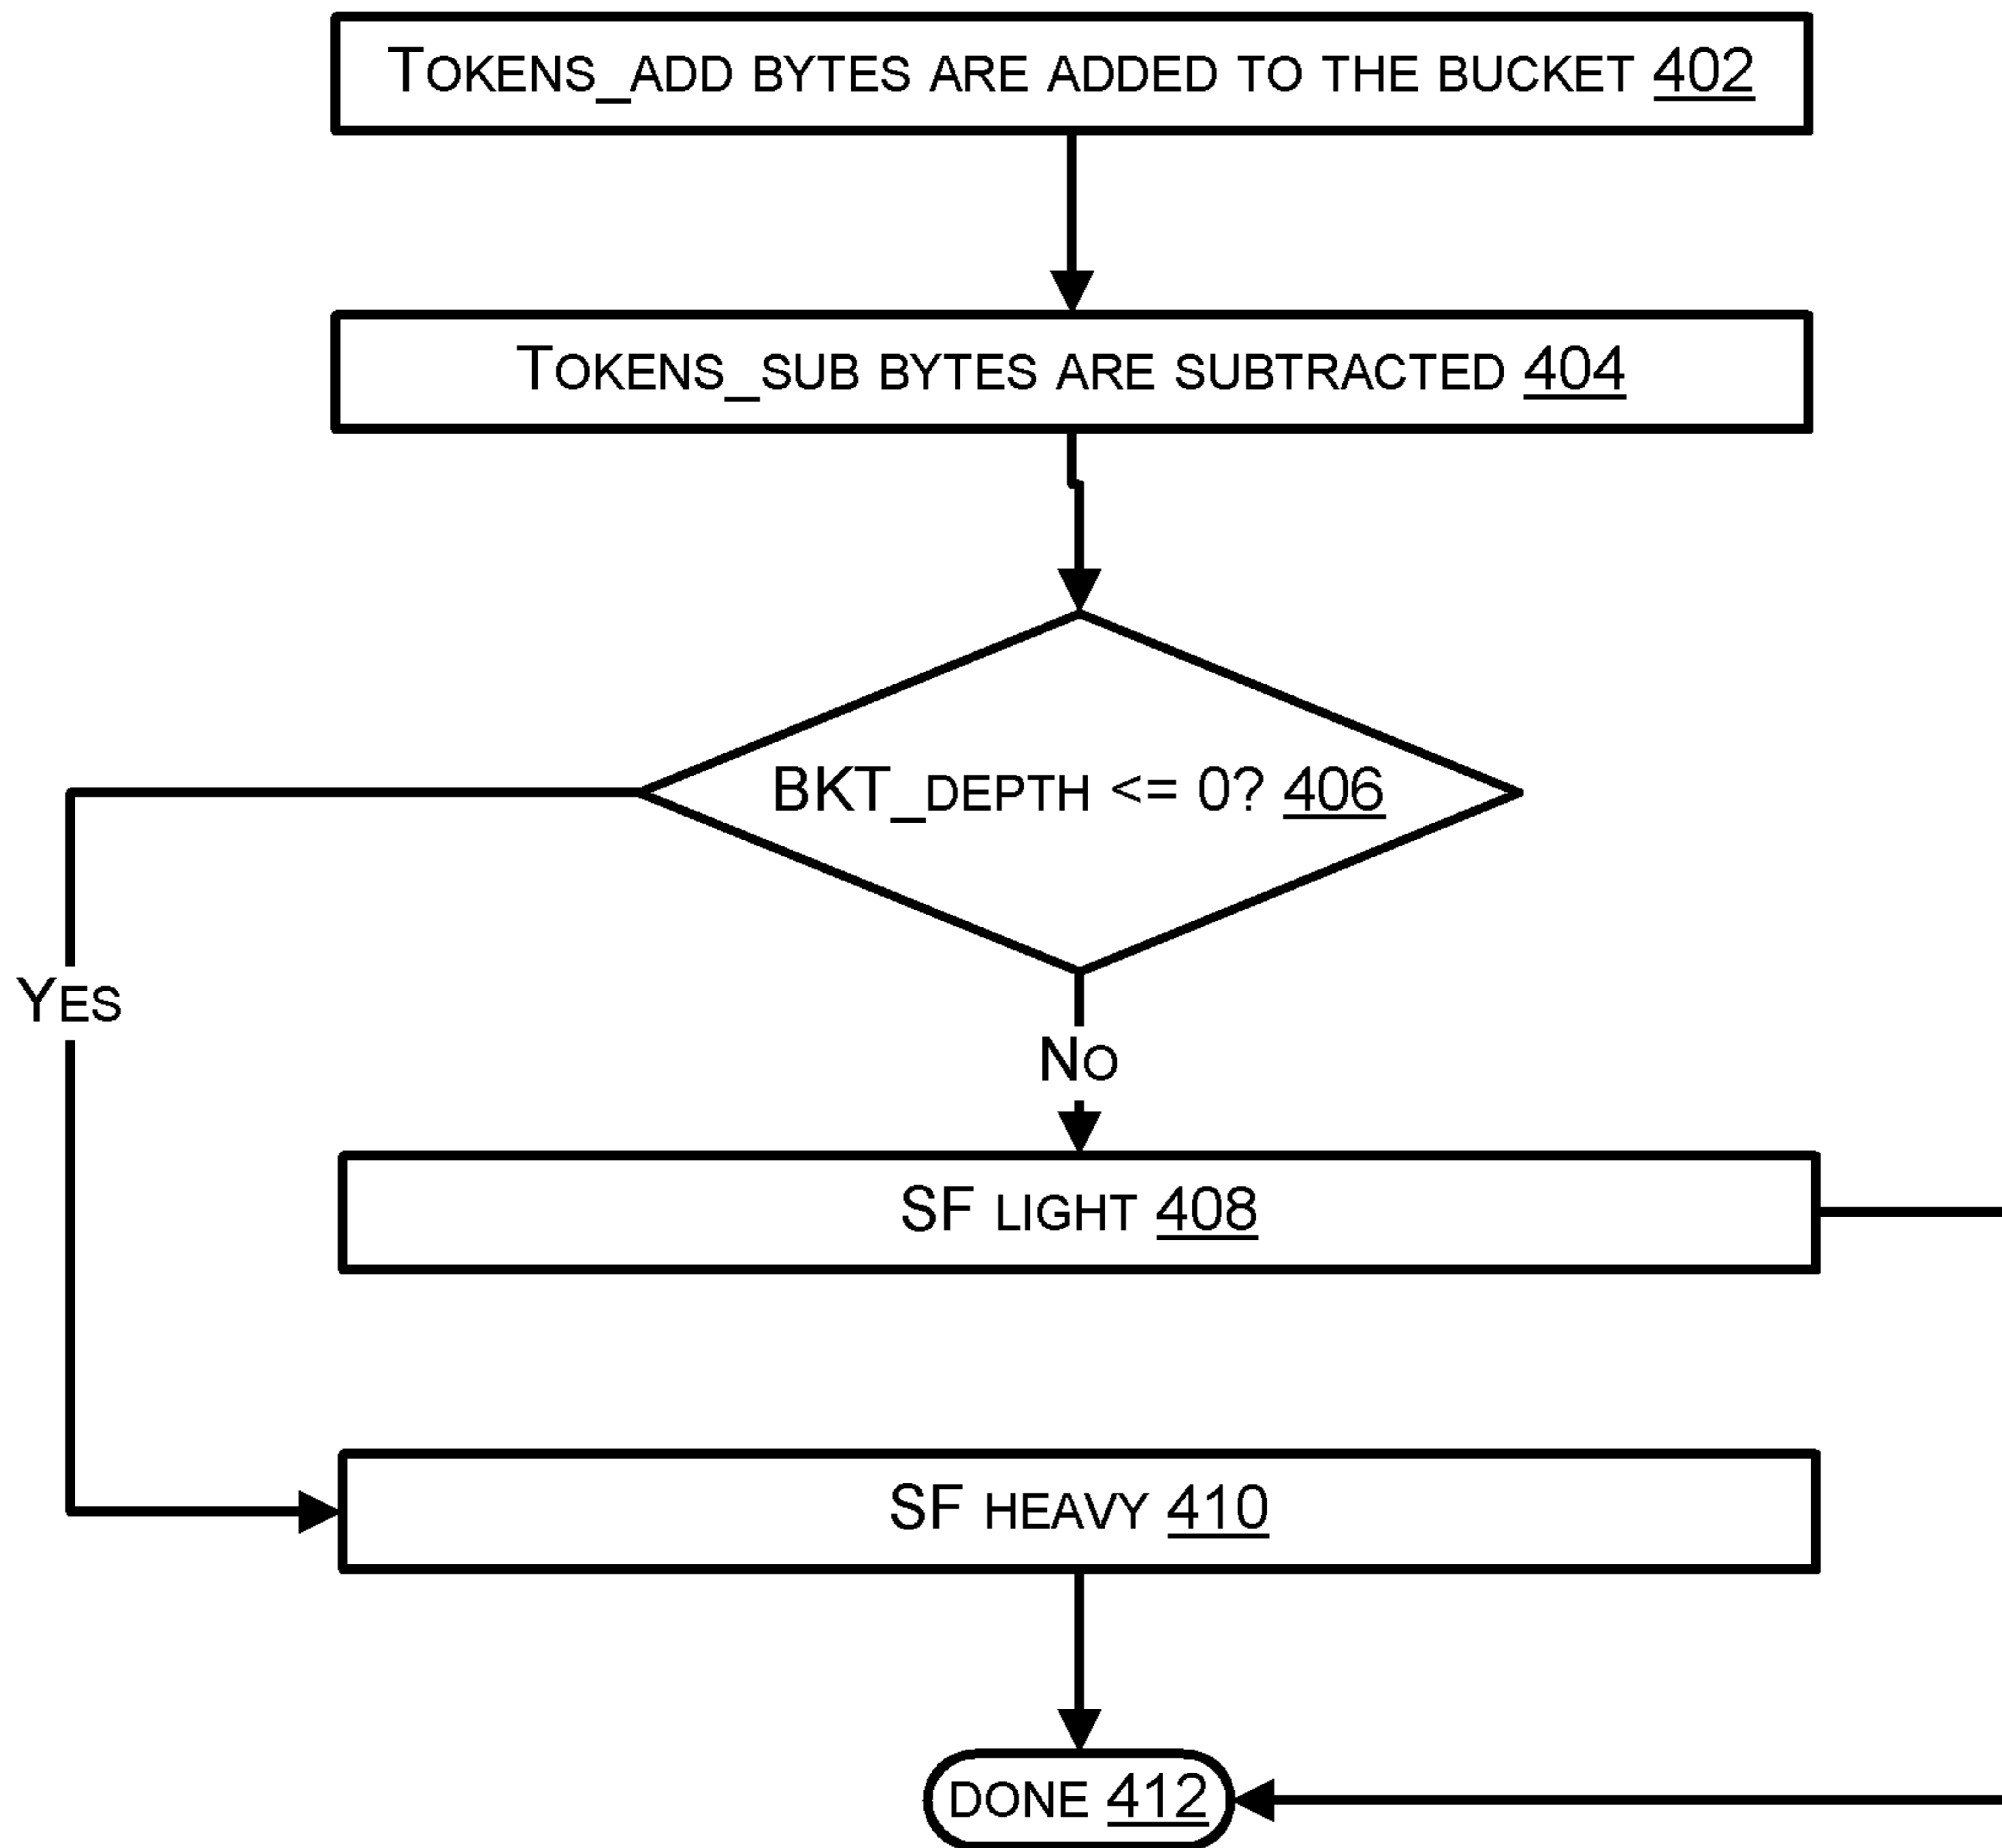 TOKENS_ADD BYTES ARE ADDED TO THE BUCKET 402
TOKENS_SUB BYTES ARE SUBTRACTED 404
BKT_DEPTH <= 0? 406
YES
NO
SF LIGHT 408
SF HEAVY 410
DONE 412